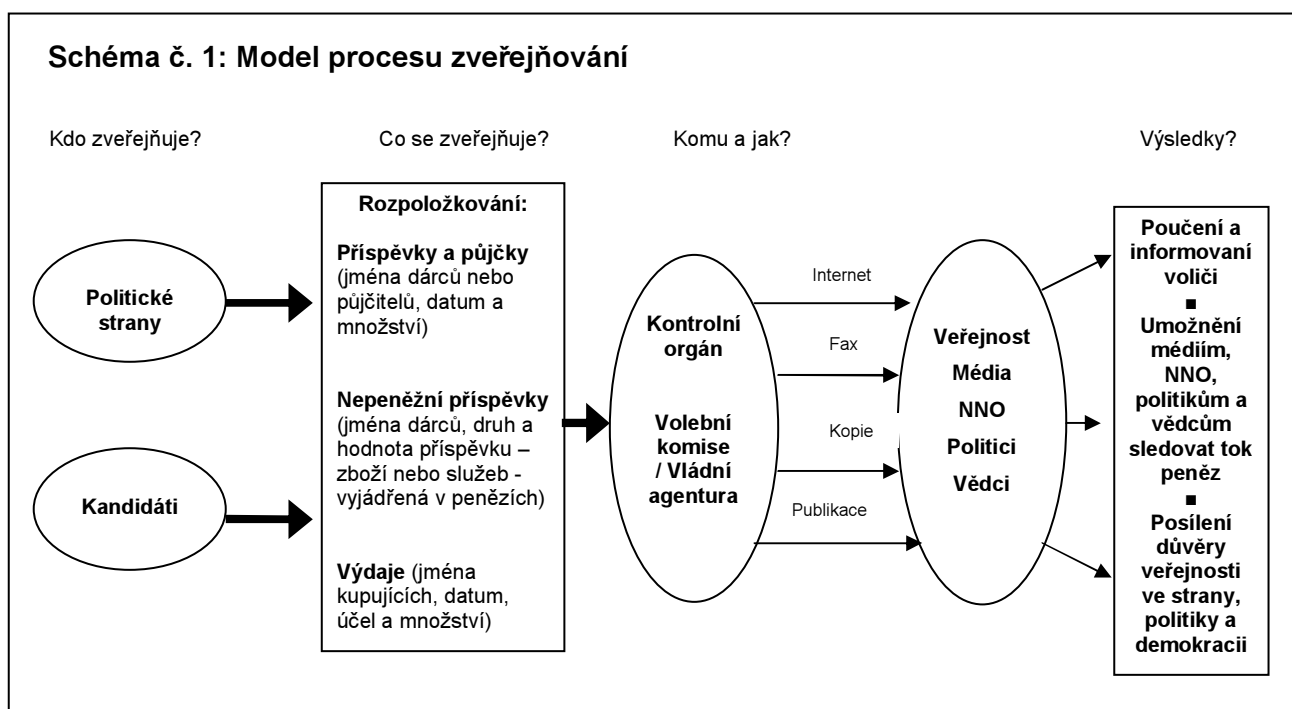 Schéma č. 1: Model procesu zveřejňování
Kdo zveřejňuje?
Co se zveřejňuje?
Komu a jak?
Výsledky?
Politické
strany
Kandidáti
Rozpoložkování:
Příspěvky a půjčky
(jména dárců nebo
půjčitelů, datum a
množství)
Nepeněžní příspěvky
(jména dárců, druh a
hodnota příspěvku –
zboží nebo služeb -
vyjádřená v penězích)
Výdaje (jména
kupujících, datum,
účel a množství)
Kontrolní
orgán
Volební
komise
/ Vládní
agentura
Internet
Fax
Kopie
Publikace
Veřejnost
Média
NNO
Politici
Vědci
Poučení a
informovaní
voliči
■
Umožnění
médiím,
NNO,
politikům a
vědcům
sledovat tok
peněz
■
Posílení
důvěry
veřejnosti
ve strany,
politiky a
demokracii